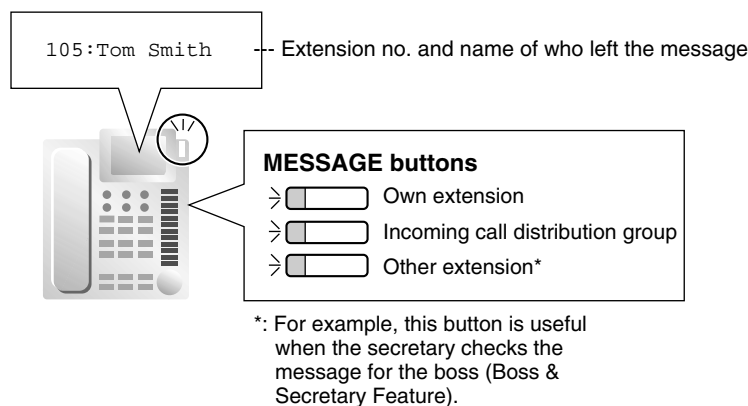 105:Tom Smith --- Extension no. and name of who left the message
MESSAGE buttons
Own extension
Incoming call distribution group
Other extension*
*: For example, this button is useful
when the secretary checks the
message for the boss (Boss &
Secretary Feature).